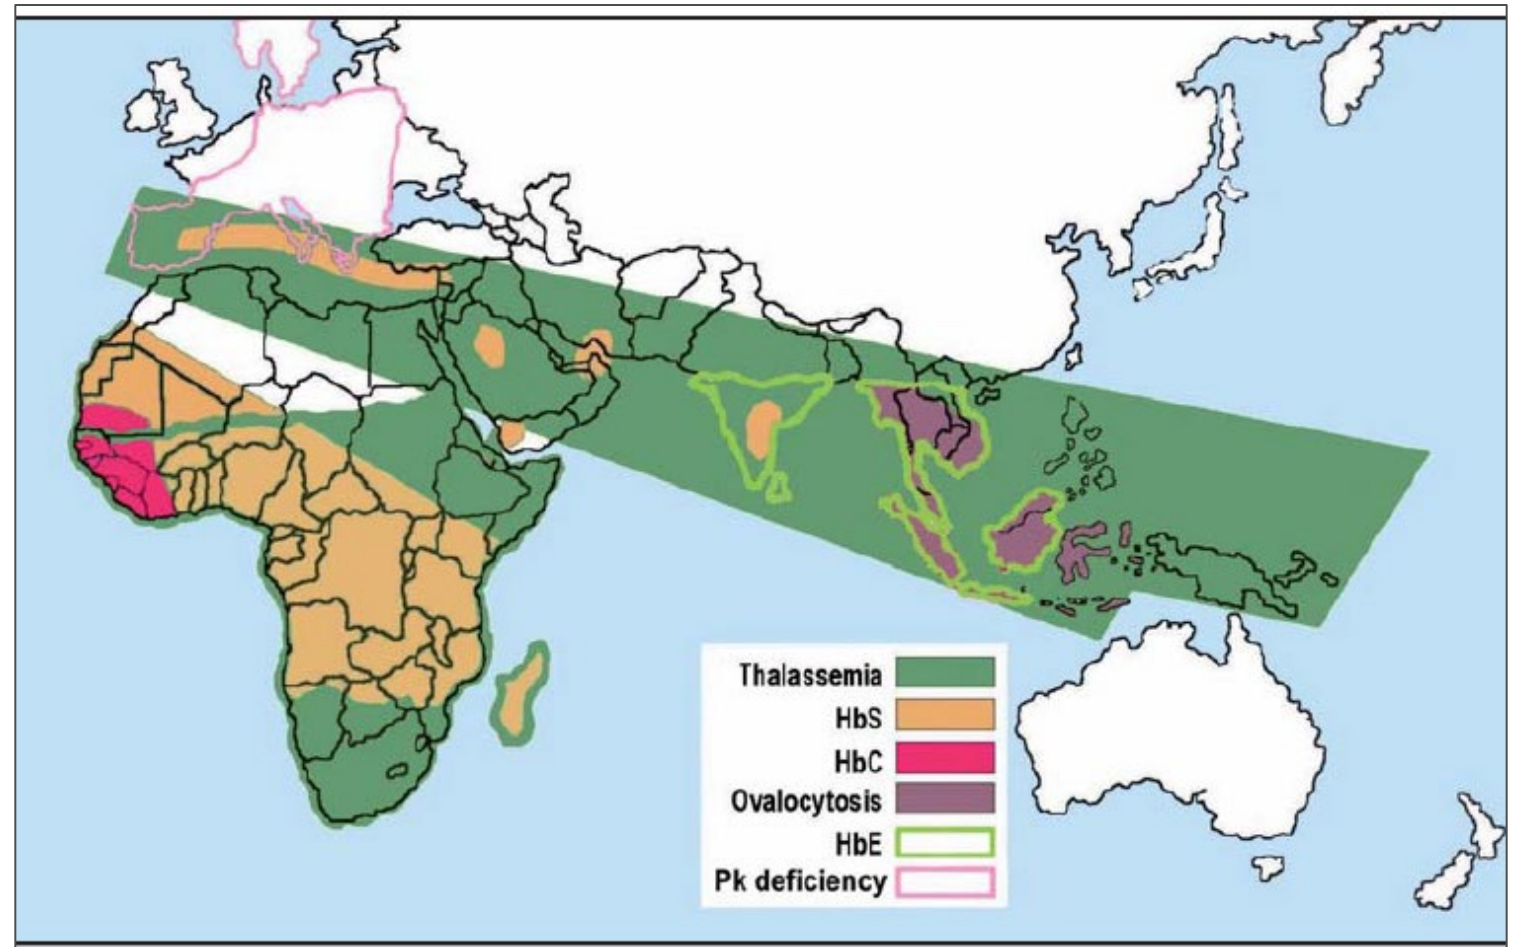 Thalassemia
HbS
HbC
Ovalocytosis
HbE
Pk deficiency